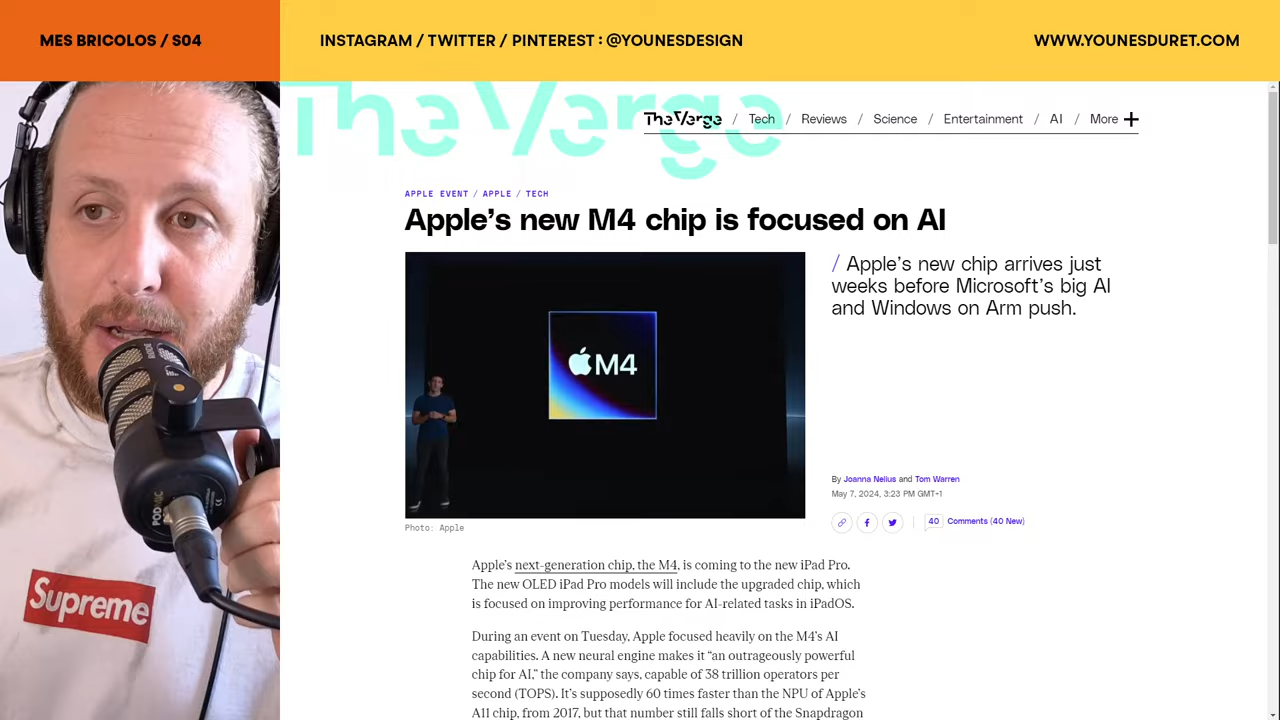 MES BRICOLOS / S04
INSTAGRAM / TWITTER / PINTEREST : @YOUNESDESIGN
WWW.YOUNESDURET.COM
The Verge
TheVerge / Tech / Reviews / Science / Entertainment / AI / More +
APPLE EVENT / APPLE / TECH
Apple’s new M4 chip is focused on AI
M4
/ Apple’s new chip arrives just
weeks before Microsoft’s big AI
and Windows on Arm push.
By Joanna Nelius and Tom Warren
May 7, 2024, 3:23 PM GMT+1
40 Comments (40 New)
Photo: Apple
Apple’s next-generation chip, the M4, is coming to the new iPad Pro.
The new OLED iPad Pro models will include the upgraded chip, which
is focused on improving performance for AI-related tasks in iPadOS.
During an event on Tuesday, Apple focused heavily on the M4’s AI
capabilities. A new neural engine makes it “an outrageously powerful
chip for AI,” the company says, capable of 38 trillion operators per
second (TOPS). It’s supposedly 60 times faster than the NPU of Apple’s
A11 chip, from 2017, but that number still falls short of the Snapdragon
RØDE
PODMIC
Supreme